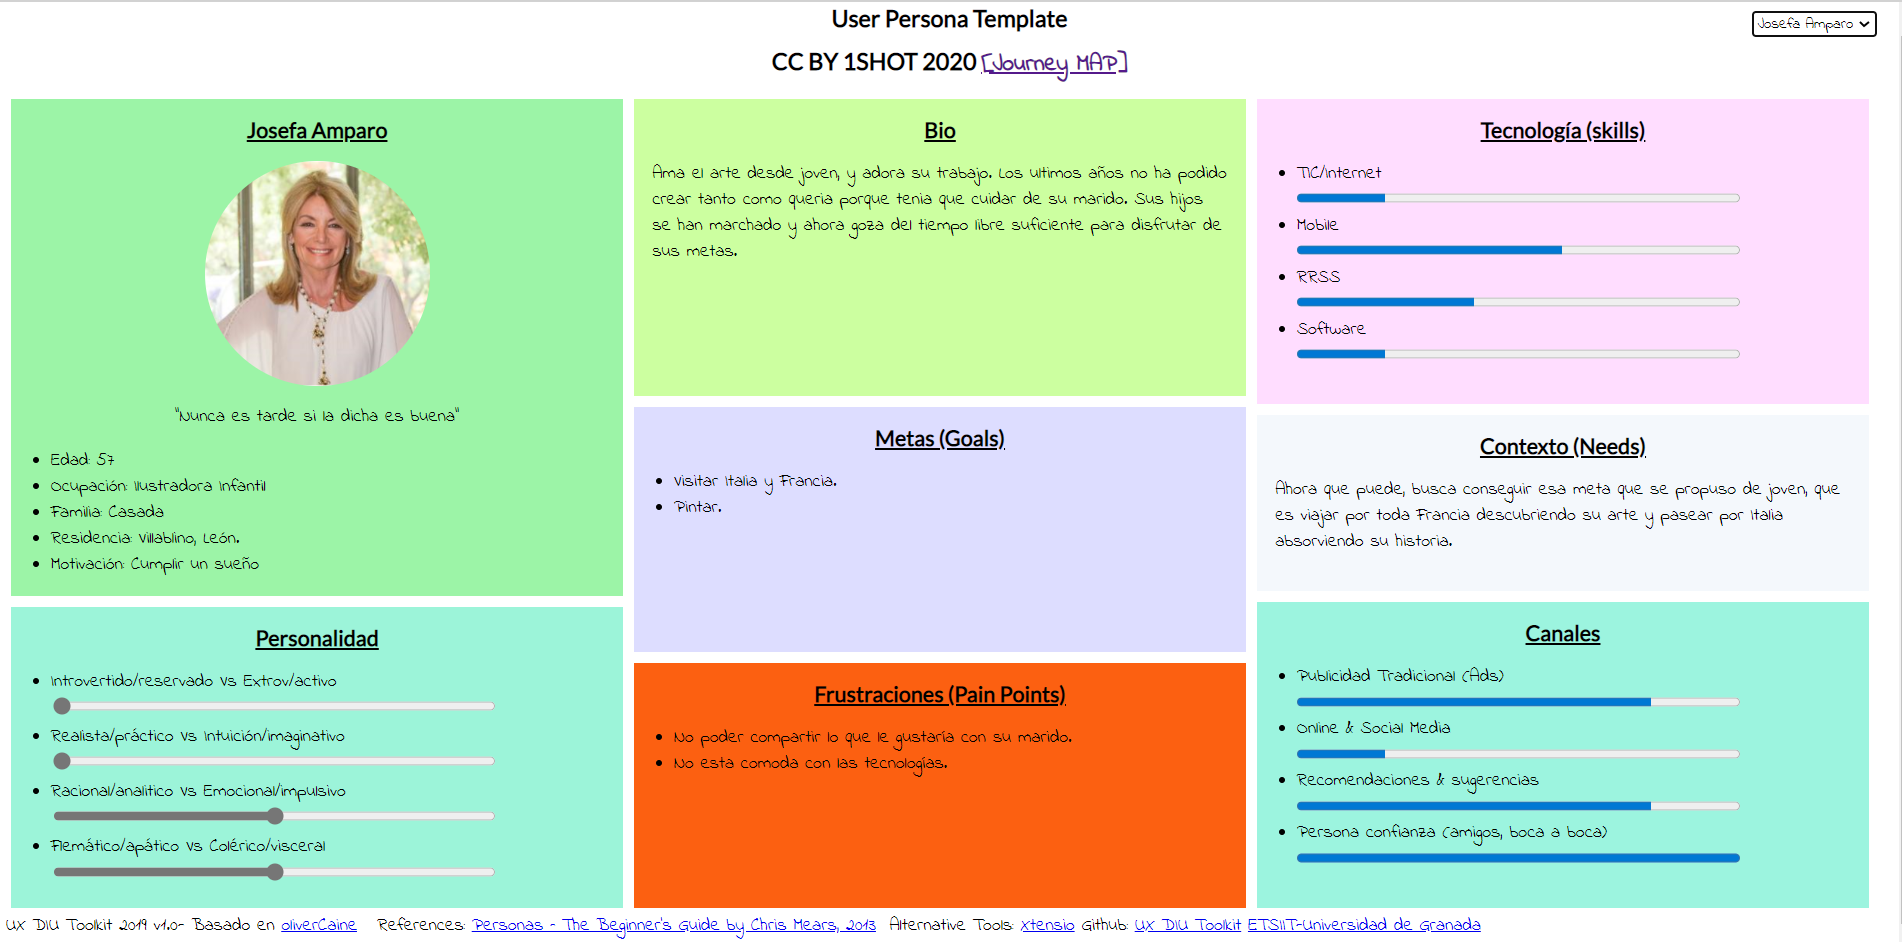 User Persona Template
Josefa Amparo
CC BY 1SHOT 2020 [Journey MAP]
Josefa Amparo
"Nunca es tarde si la dicha es buena"
Edad: 57
Ocupación: Ilustradora Infantil
Familia: Casada
Residencia: Villablino, León.
Motivación: Cumplir un sueño
Personalidad
Introvertido/reservado Vs Extrov/activo
Realista/práctico Vs Intuición/imaginativo
Racional/analitico Vs Emocional/impulsivo
Flemático/apático Vs Colérico/visceral
Bio
Ama el arte desde joven, y adora su trabajo. Los ultimos años no ha podido
crear tanto como queria porque tenia que cuidar de su marido. Sus hijos
se han marchado y ahora goza del tiempo libre suficiente para disfrutar de
sus metas.
Metas (Goals)
Visitar Italia y Francia.
Pintar.
Frustraciones (Pain Points)
No poder compartir lo que le gustaría con su marido.
No esta comoda con las tecnologías.
Tecnología (skills)
TIC/Internet
Mobile
RRSS
Software
Contexto (Needs)
Ahora que puede, busca conseguir esa meta que se propuso de joven, que
es viajar por toda Francia descubriendo su arte y pasear por Italia
absorviendo su historia.
Canales
Publicidad Tradicional (Ads)
Online & Social Media
Recomendaciones & sugerencias
Persona confianza (amigos, boca a boca)
UX DIU Toolkit 2019 v1.0- Basado en oliverCaine References: Personas - The Beginner's Guide by Chris Mears, 2013 Alternative Tools: Xtensio Github: UX DIU Toolkit ETSIIT-Universidad de Granada